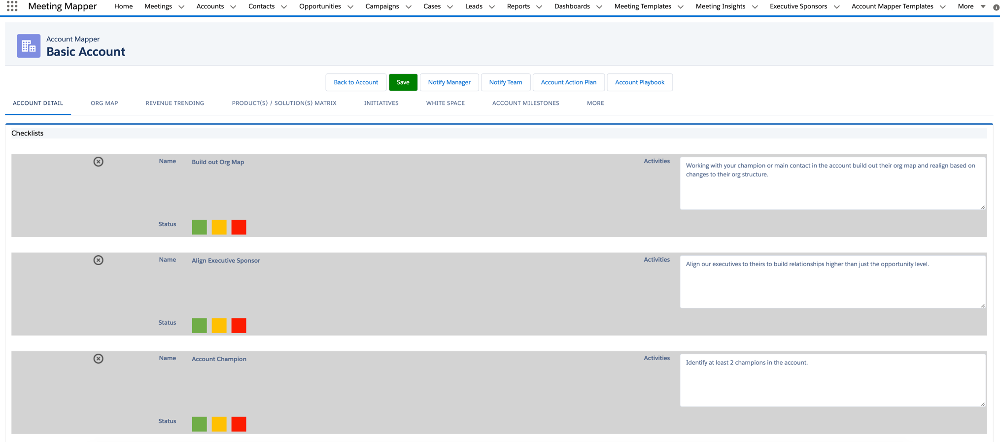 Meeting Mapper Home Meetings Accounts Contacts Opportunities Campaigns Cases Leads Reports Dashboards Meeting Templates Meeting Insights Executive Sponsors Account Mapper Templates More
Account Mapper
Basic Account
Back to Account Save Notify Manager Notify Team Account Action Plan Account Playbook
ACCOUNT DETAIL ORG MAP REVENUE TRENDING PRODUCT(S) / SOLUTION(S) MATRIX INITIATIVES WHITE SPACE ACCOUNT MILESTONES MORE
Checklists
Name Build out Org Map Activities
Working with your champion or main contact in the account build out their org map and realign based on
changes to their org structure.
Status
Name Align Executive Sponsor Activities
Align our executives to theirs to build relationships higher than just the opportunity level.
Status
Name Account Champion Activities
Identify at least 2 champions in the account.
Status